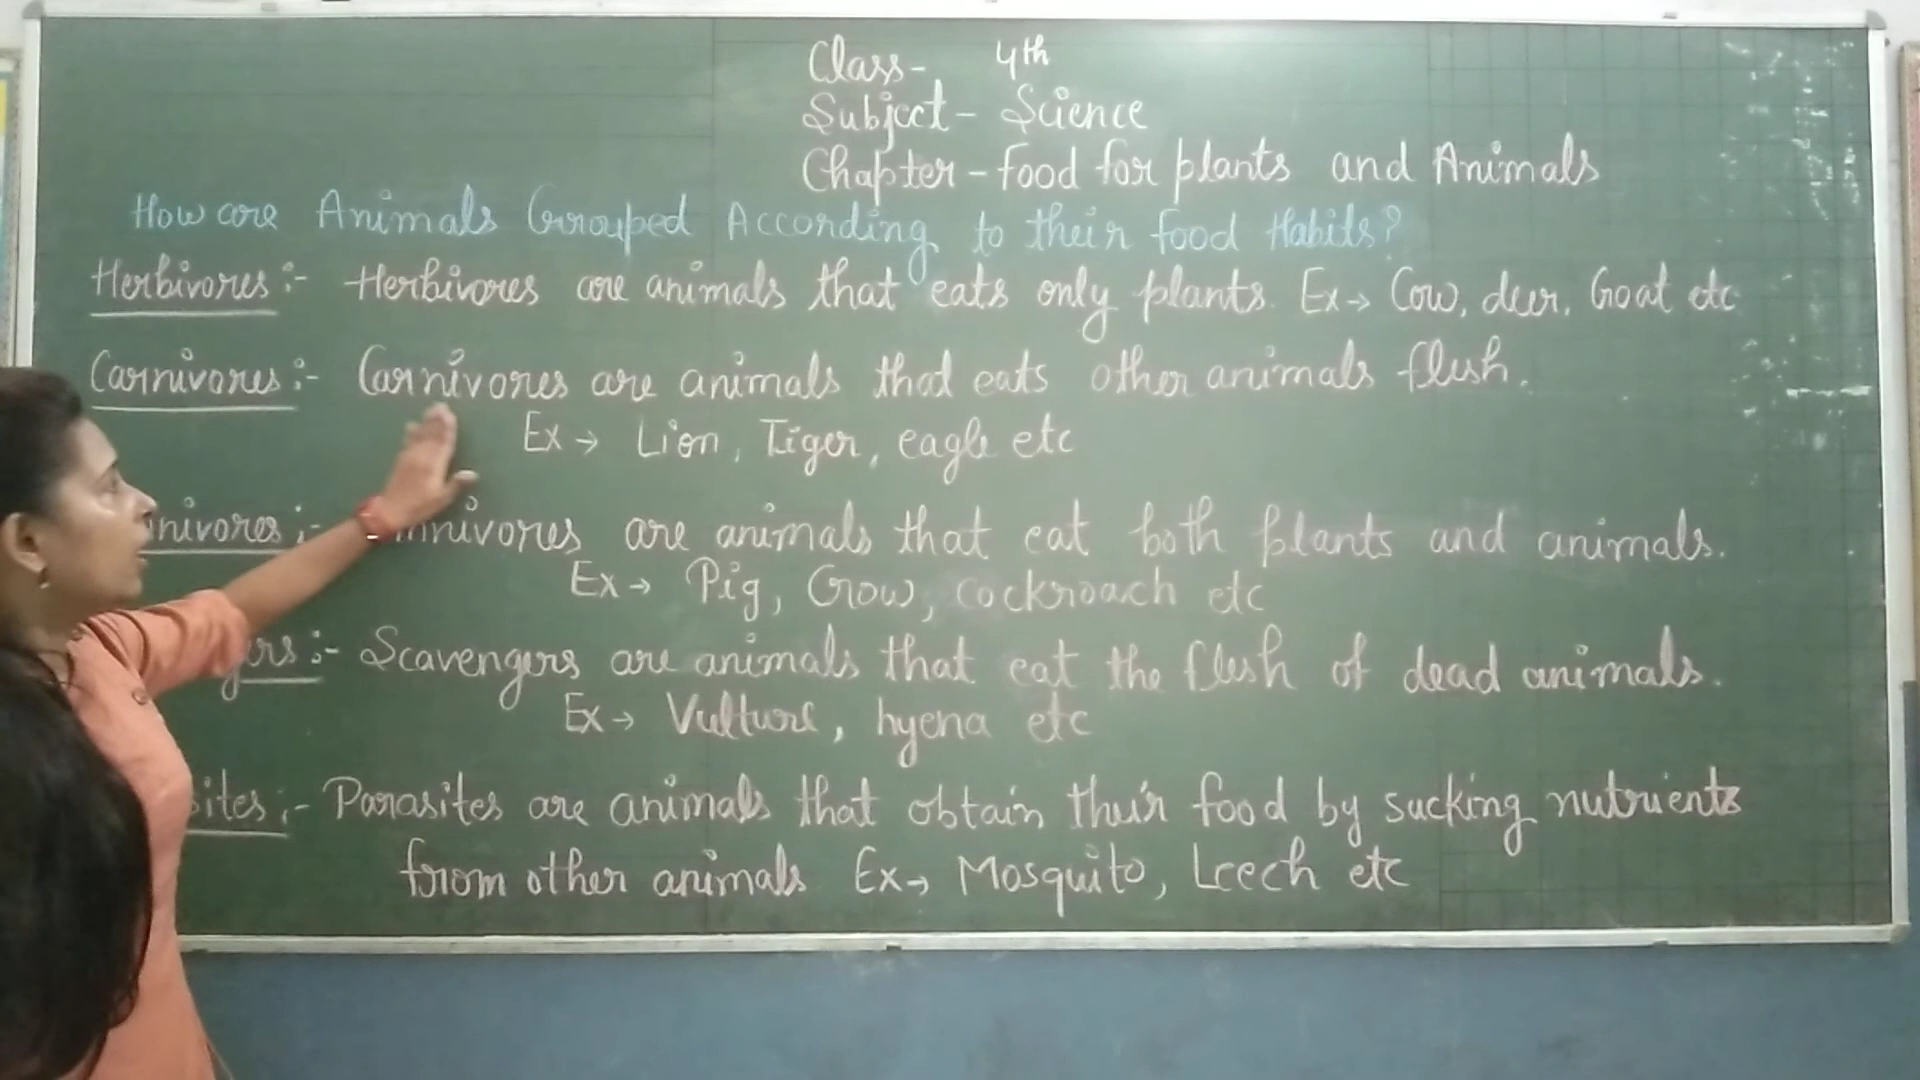 Class- 4th
Subject- Science
Chapter- Food for plants and Animals
How are Animals Grouped According to their Food Habits?
Herbivores:- Herbivores are animals that eats only plants. Ex→ Cow, deer, Goat etc
Carnivores:- Carnivores are animals that eats other animals flesh.
Ex→ Lion, Tiger, eagle etc
nivores:- mnivores are animals that eat both plants and animals.
Ex→ Pig, Crow, cockroach etc
gers:- Scavengers are animals that eat the flesh of dead animals.
Ex→ Vulture, hyena etc
sites:- Parasites are animals that obtain their food by sucking nutrients
from other animals Ex→ Mosquito, Leech etc